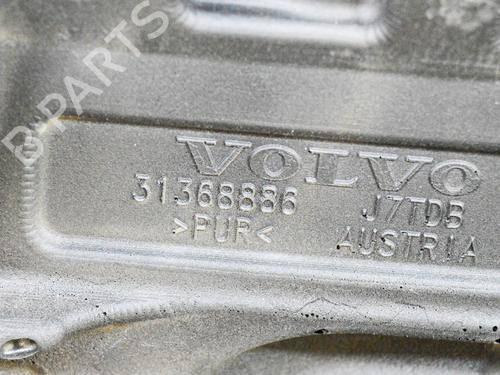 B-PARTS
VOLVO
31368886 J7TDB
>PUR< AUSTRIA